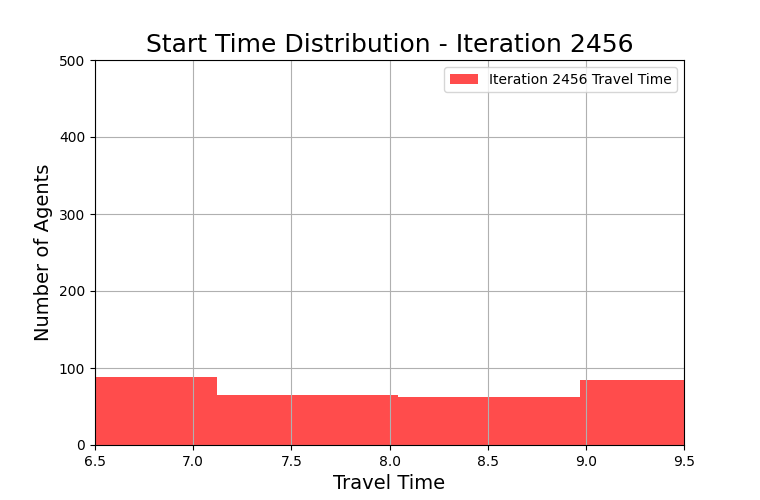 Start Time Distribution - Iteration 2456
Iteration 2456 Travel Time
Number of Agents
500
400
300
200
100
0
6.5 7.0 7.5 8.0 8.5 9.0 9.5
Travel Time